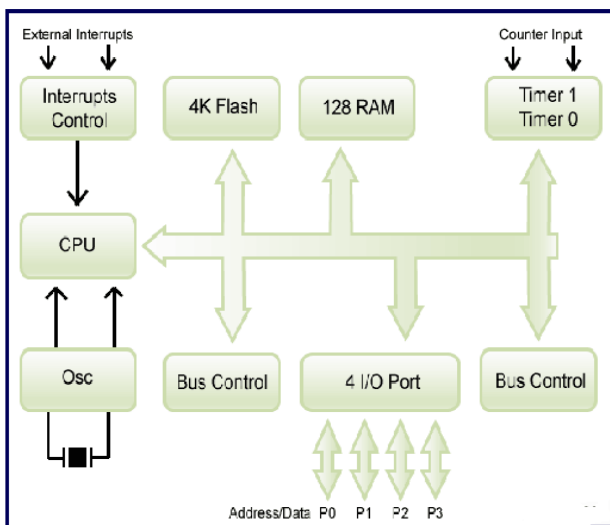 External Interrupts
Counter Input
Interrupts
Control
4K Flash
128 RAM
Timer 1
Timer 0
CPU
Osc
Bus Control
4 I/O Port
Bus Control
Address/Data P0 P1 P2 P3